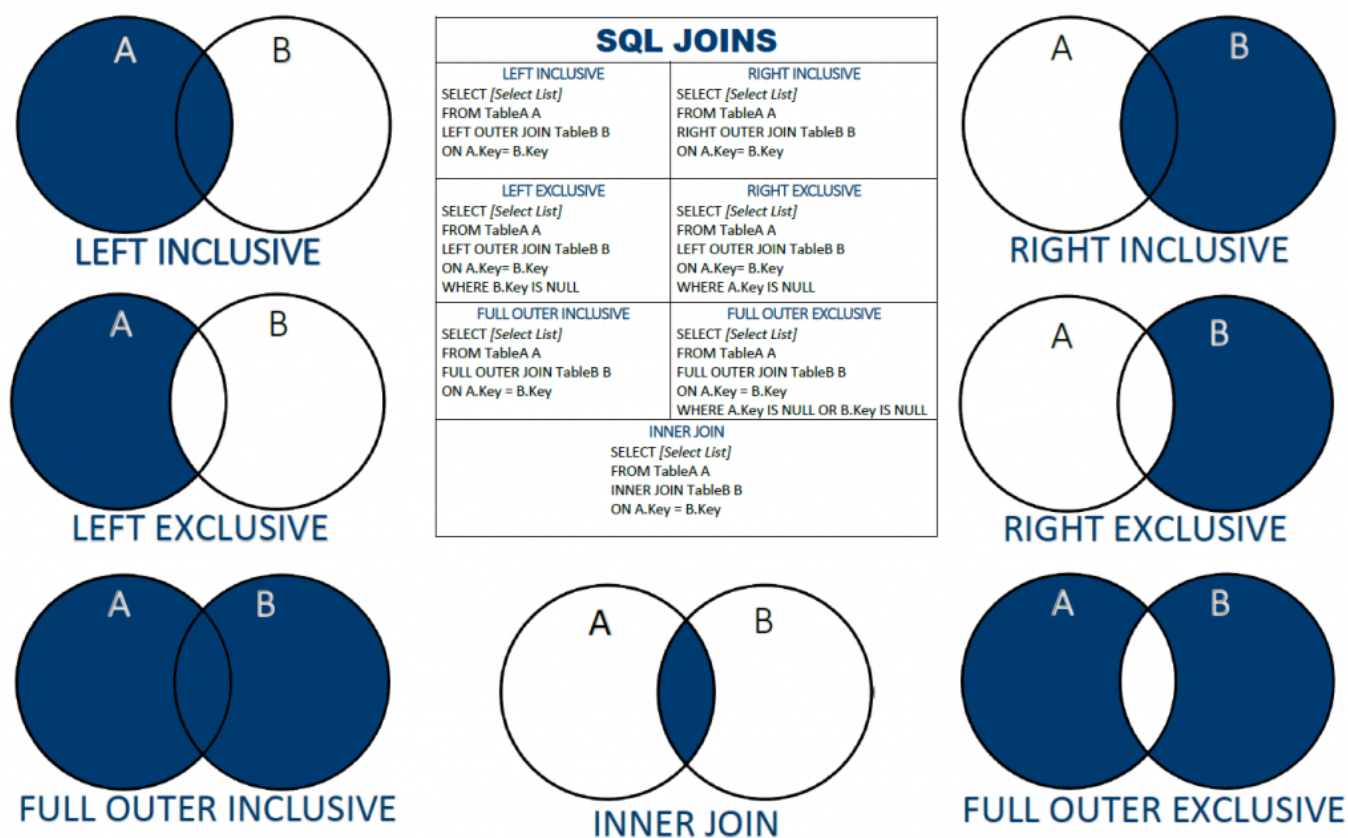 A B
LEFT INCLUSIVE
A B
LEFT EXCLUSIVE
A B
FULL OUTER INCLUSIVE
SQL JOINS
LEFT INCLUSIVE
SELECT [Select List]
FROM TableA A
LEFT OUTER JOIN TableB B
ON A.Key= B.Key
RIGHT INCLUSIVE
SELECT [Select List]
FROM TableA A
RIGHT OUTER JOIN TableB B
ON A.Key= B.Key
LEFT EXCLUSIVE
SELECT [Select List]
FROM TableA A
LEFT OUTER JOIN TableB B
ON A.Key= B.Key
WHERE B.Key IS NULL
RIGHT EXCLUSIVE
SELECT [Select List]
FROM TableA A
LEFT OUTER JOIN TableB B
ON A.Key= B.Key
WHERE A.Key IS NULL
FULL OUTER INCLUSIVE
SELECT [Select List]
FROM TableA A
FULL OUTER JOIN TableB B
ON A.Key = B.Key
FULL OUTER EXCLUSIVE
SELECT [Select List]
FROM TableA A
FULL OUTER JOIN TableB B
ON A.Key = B.Key
WHERE A.Key IS NULL OR B.Key IS NULL
INNER JOIN
SELECT [Select List]
FROM TableA A
INNER JOIN TableB B
ON A.Key = B.Key
A B
INNER JOIN
A B
RIGHT INCLUSIVE
A B
RIGHT EXCLUSIVE
A B
FULL OUTER EXCLUSIVE